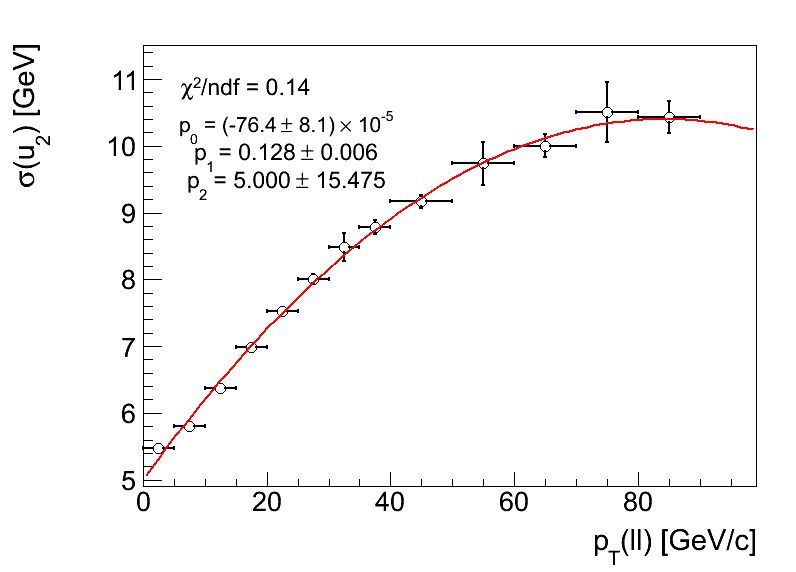 σ(u₂) [GeV]
11
10
9
8
7
6
5
χ²/ndf = 0.14
p₀ = (-76.4 ± 8.1) × 10⁻⁵
p₁ = 0.128 ± 0.006
p₂ = 5.000 ± 15.475
0 20 40 60 80
p_T(ll) [GeV/c]